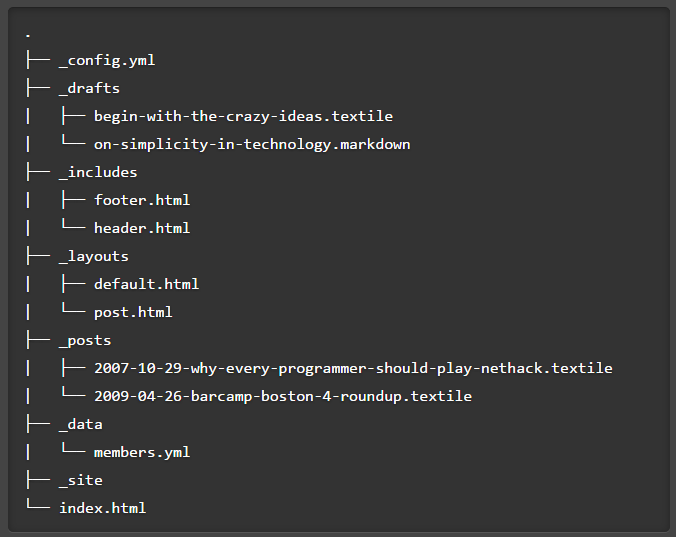 .
├── _config.yml
├── _drafts
|   ├── begin-with-the-crazy-ideas.textile
|   └── on-simplicity-in-technology.markdown
├── _includes
|   ├── footer.html
|   └── header.html
├── _layouts
|   ├── default.html
|   └── post.html
├── _posts
|   ├── 2007-10-29-why-every-programmer-should-play-nethack.textile
|   └── 2009-04-26-barcamp-boston-4-roundup.textile
├── _data
|   └── members.yml
├── _site
└── index.html